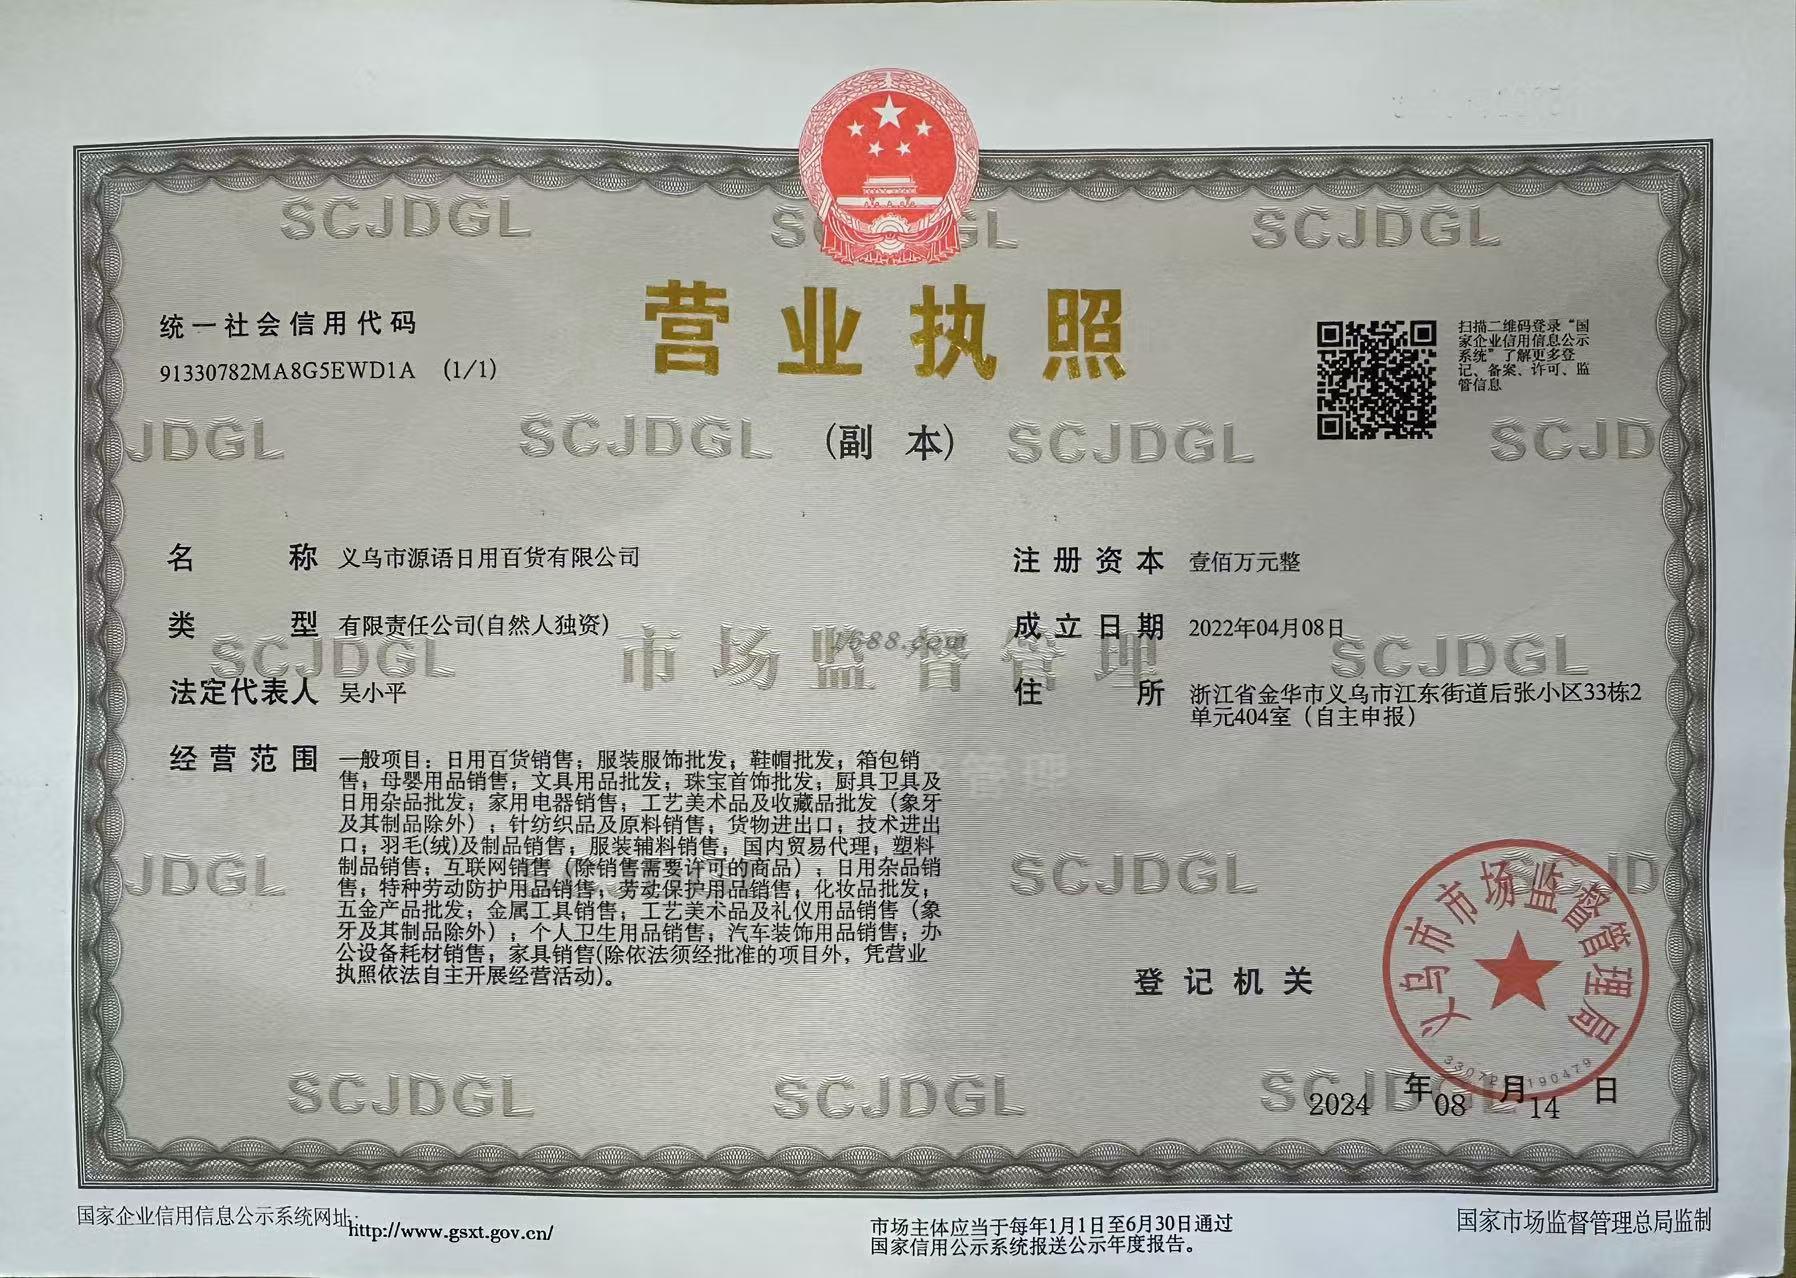 统一社会信用代码
91330782MA8G5EWD1A (1/1)
营业执照
(副 本)
扫描二维码登录“国
家企业信用信息公示
系统”了解更多登
记、备案、许可、监
管信息
名 称 义乌市源语日用百货有限公司
类 型 有限责任公司(自然人独资)
法定代表人 吴小平
经营范围 一般项目：日用百货销售；服装服饰批发；鞋帽批发；箱包销
售；母婴用品销售；文具用品批发；珠宝首饰批发；厨具卫具及
日用杂品批发；家用电器销售；工艺美术品及收藏品批发（象牙
及其制品除外）；针纺织品及原料销售；货物进出口；技术进出
口；羽毛(绒)及制品销售；服装辅料销售；国内贸易代理；塑料
制品销售；互联网销售（除销售需要许可的商品）；日用杂品销
售；特种劳动防护用品销售；劳动保护用品销售；化妆品批发；
五金产品批发；金属工具销售；工艺美术品及礼仪用品销售（象
牙及其制品除外）；个人卫生用品销售；汽车装饰用品销售；办
公设备耗材销售；家具销售(除依法须经批准的项目外，凭营业
执照依法自主开展经营活动)。
注册资本 壹佰万元整
成立日期 2022年04月08日
住 所 浙江省金华市义乌市江东街道后张小区33栋2
单元404室（自主申报）
登记机关
义乌市市场监督管理局
2024 年 08 月 14 日
SCJDGL
市场监督管理
1688.com
国家企业信用信息公示系统网址：http://www.gsxt.gov.cn/
市场主体应当于每年1月1日至6月30日通过
国家信用公示系统报送公示年度报告。
国家市场监督管理总局监制